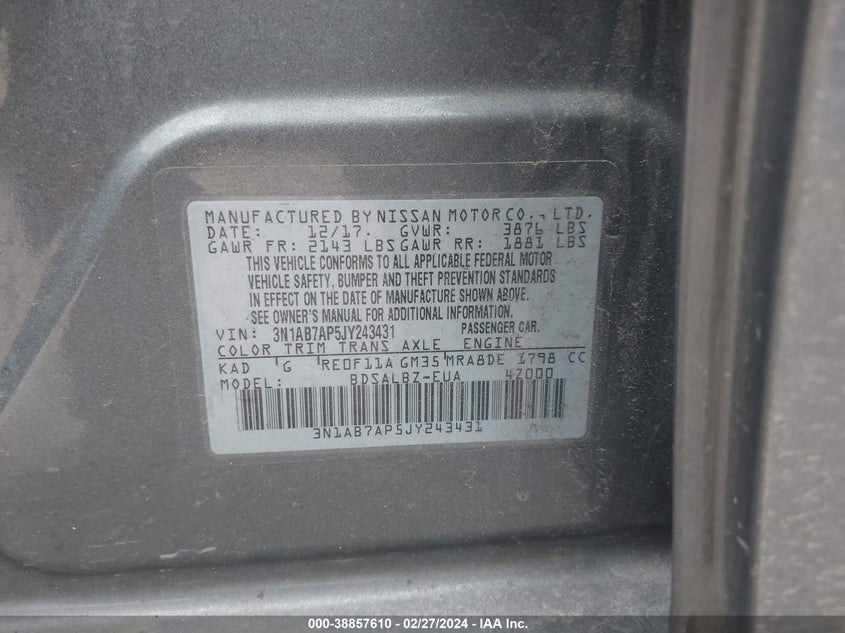 MANUFACTURED BY NISSAN MOTOR CO., LTD.
DATE: 12/17. GVWR: 3876 LBS
GAWR FR: 2143 LBS GAWR RR: 1881 LBS
THIS VEHICLE CONFORMS TO ALL APPLICABLE FEDERAL MOTOR
VEHICLE SAFETY, BUMPER AND THEFT PREVENTION STANDARDS
IN EFFECT ON THE DATE OF MANUFACTURE SHOWN ABOVE.
SEE OWNER'S MANUAL FOR ADDITIONAL INFORMATION.
VIN: 3N1AB7AP5JY243431 PASSENGER CAR.
COLOR TRIM TRANS AXLE ENGINE
KAD G RE0F11A GM35 MRA8DE 1798 CC
MODEL: BDSALBZ-EUA 4Z000
3N1AB7AP5JY243431
000-38857610 - 02/27/2024 - IAA, Inc.